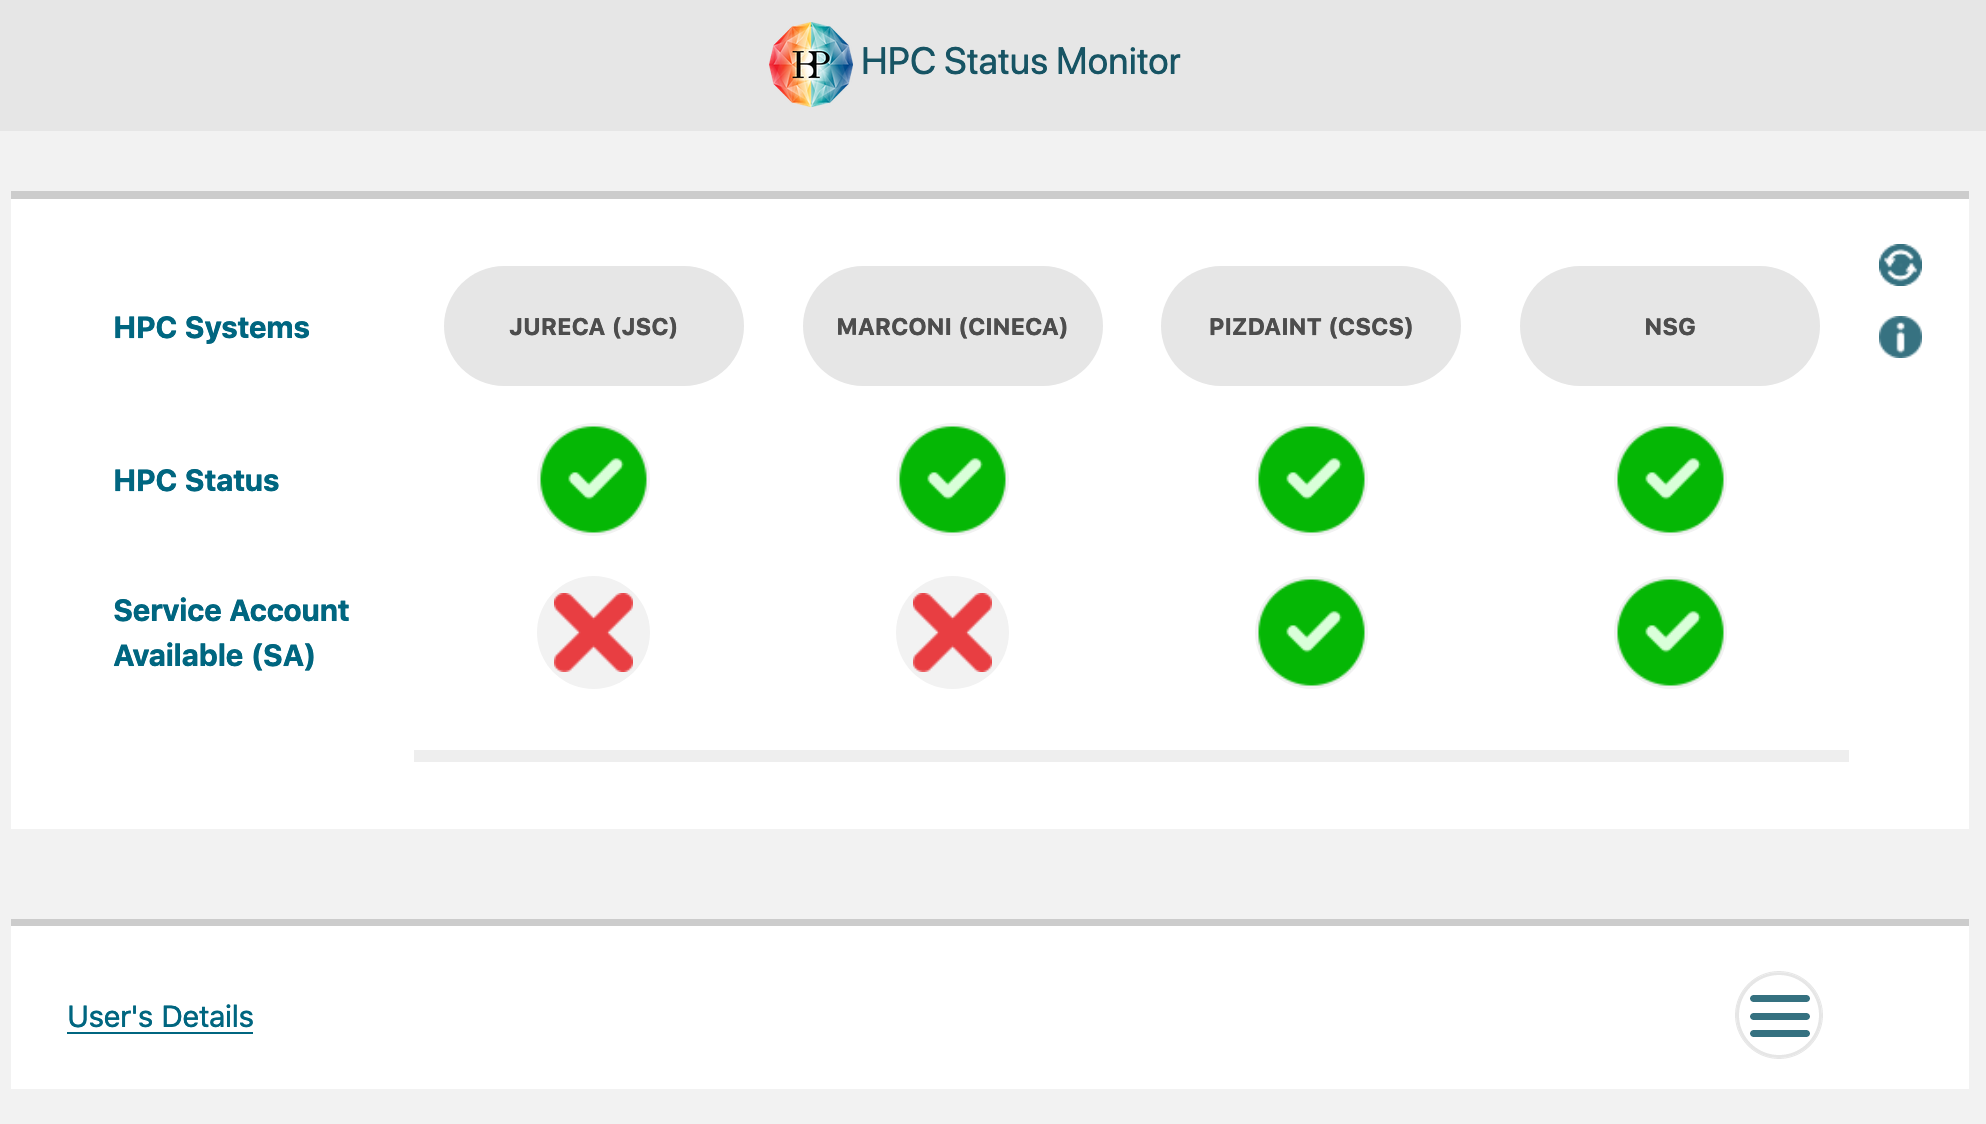 HP
HPC Status Monitor
HPC Systems
JURECA (JSC)
MARCONI (CINECA)
PIZDAINT (CSCS)
NSG
HPC Status
Service Account
Available (SA)
User's Details